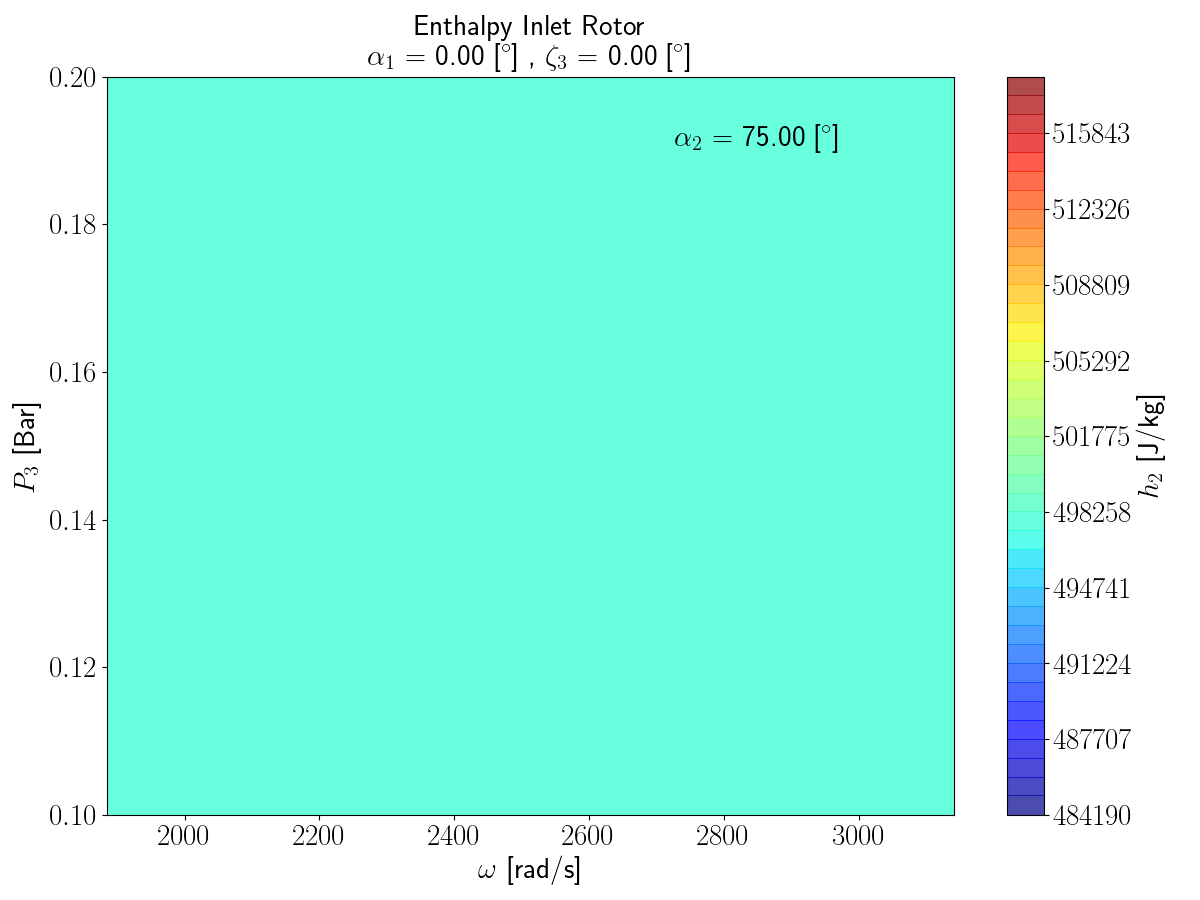 Enthalpy Inlet Rotor
α₁ = 0.00 [°] , ζ₃ = 0.00 [°]
α₂ = 75.00 [°]
0.20
0.18
0.16
0.14
0.12
0.10
P₃ [Bar]
2000 2200 2400 2600 2800 3000
ω [rad/s]
515843
512326
508809
505292
501775
498258
494741
491224
487707
484190
h₂ [J/kg]